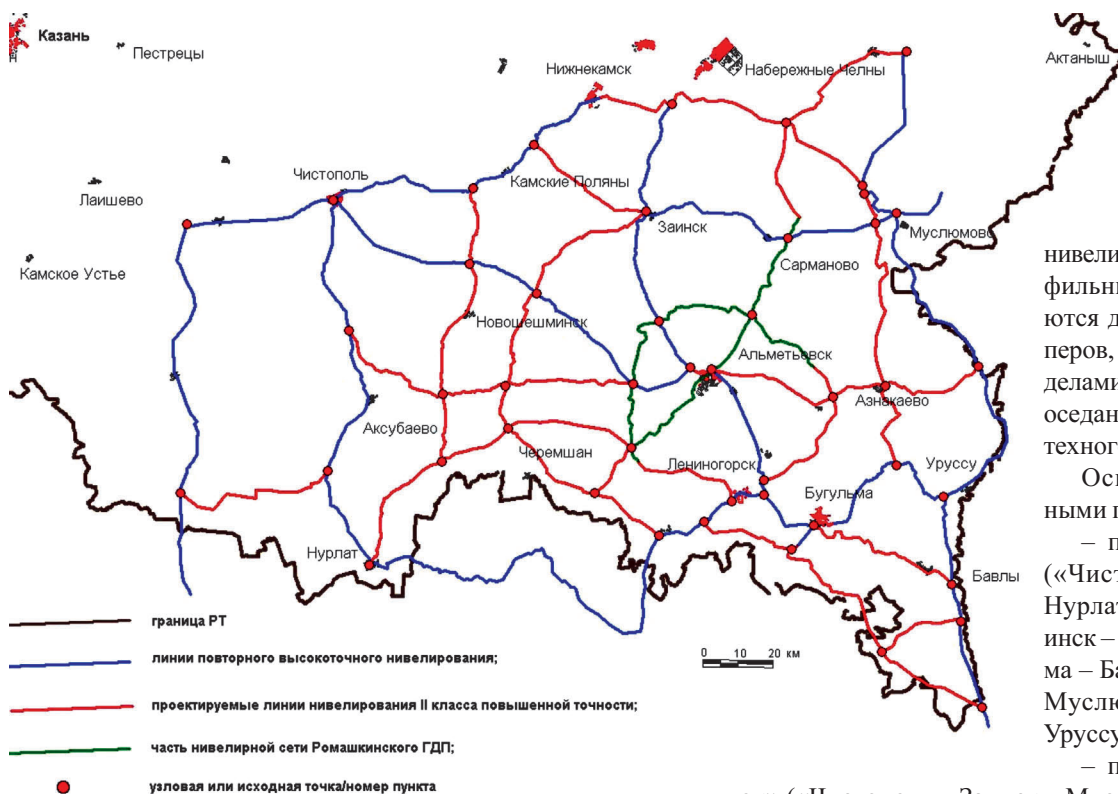 Казань
Пестрецы
Актаныш
Нижнекамск
Набережные Челны
Чистополь
Камские Поляны
Лаишево
Заинск
Муслюмово
Камское Устье
Сарманово
Новошешминск
Альметьевск
Азнакаево
Аксубаево
Черемшан
Лениногорск
Уруссу
Бугульма
Нурлат
Бавлы
граница РТ
линии повторного высокоточного нивелирования;
0 10 20 км
проектируемые линии нивелирования II класса повышенной точности;
часть нивелирной сети Ромашкинского ГДП;
узловая или исходная точка/номер пункта
нивели
фильн
ются д
перов,
делами
оседан
техног
Ос
ными п
– п
(«Чист
Нурлат
инск –
ма – Ба
Муслю
Уруссу
– п